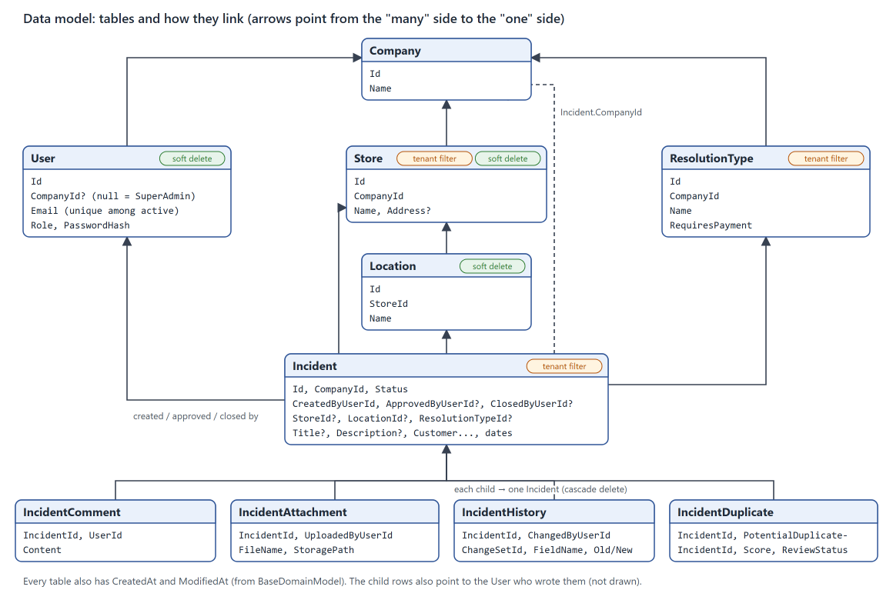 Data model: tables and how they link (arrows point from the "many" side to the "one" side)
Company
Id
Name
Incident.CompanyId
User
soft delete
Id
CompanyId? (null = SuperAdmin)
Email (unique among active)
Role, PasswordHash
Store
tenant filter
soft delete
Id
CompanyId
Name, Address?
ResolutionType
tenant filter
Id
CompanyId
Name
RequiresPayment
Location
soft delete
Id
StoreId
Name
Incident
tenant filter
Id, CompanyId, Status
CreatedByUserId, ApprovedByUserId?, ClosedByUserId?
StoreId?, LocationId?, ResolutionTypeId?
Title?, Description?, Customer..., dates
created / approved / closed by
each child → one Incident (cascade delete)
IncidentComment
IncidentId, UserId
Content
IncidentAttachment
IncidentId, UploadedByUserId
FileName, StoragePath
IncidentHistory
IncidentId, ChangedByUserId
ChangeSetId, FieldName, Old/New
IncidentDuplicate
IncidentId, PotentialDuplicate-
IncidentId, Score, ReviewStatus
Every table also has CreatedAt and ModifiedAt (from BaseDomainModel). The child rows also point to the User who wrote them (not drawn).